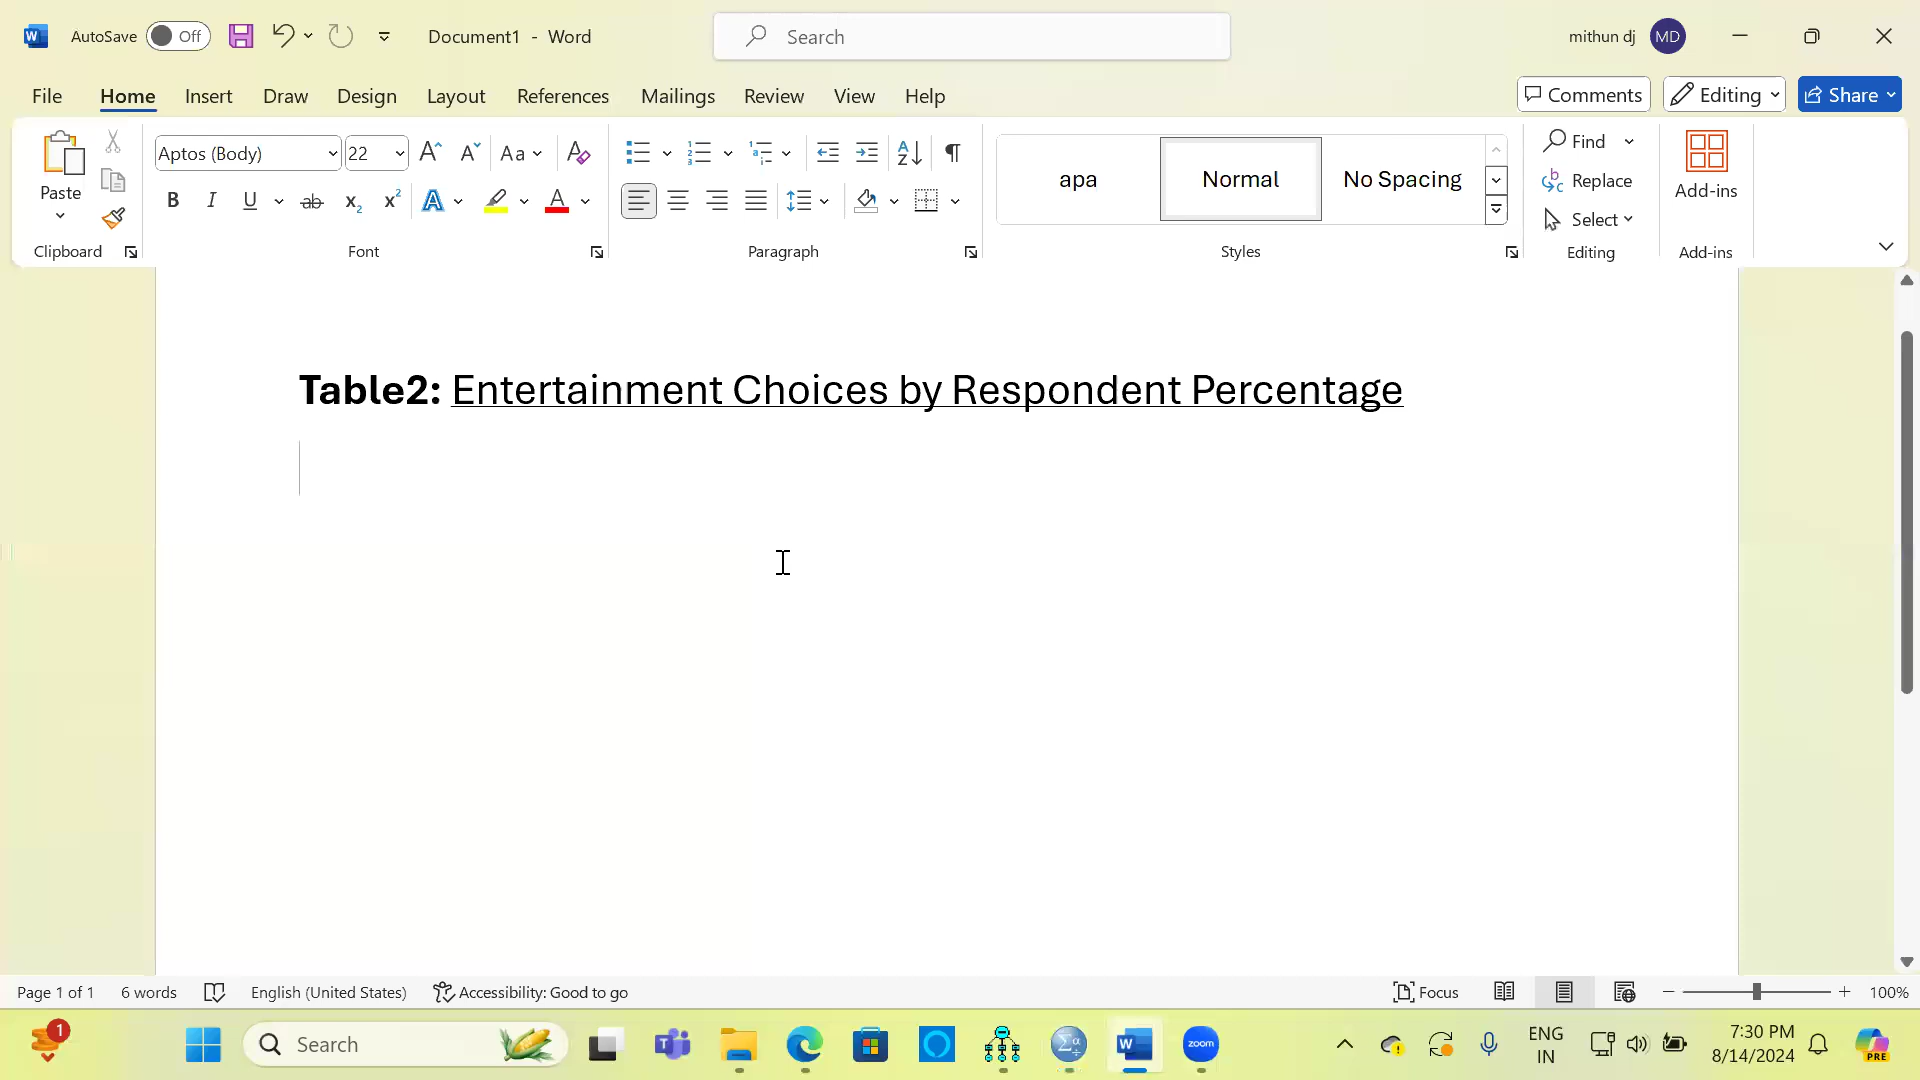 AutoSave Off Document1 - Word Search mithun dj MD
File Home Insert Draw Design Layout References Mailings Review View Help Comments Editing Share
Paste Aptos (Body) 22 Aa apa Normal No Spacing Find Replace Select Add-ins
Clipboard Font Paragraph Styles Editing Add-ins
Table2: Entertainment Choices by Respondent Percentage
Page 1 of 1 6 words English (United States) Accessibility: Good to go Focus 100%
1 Search zoom ENG IN 7:30 PM 8/14/2024 PRE